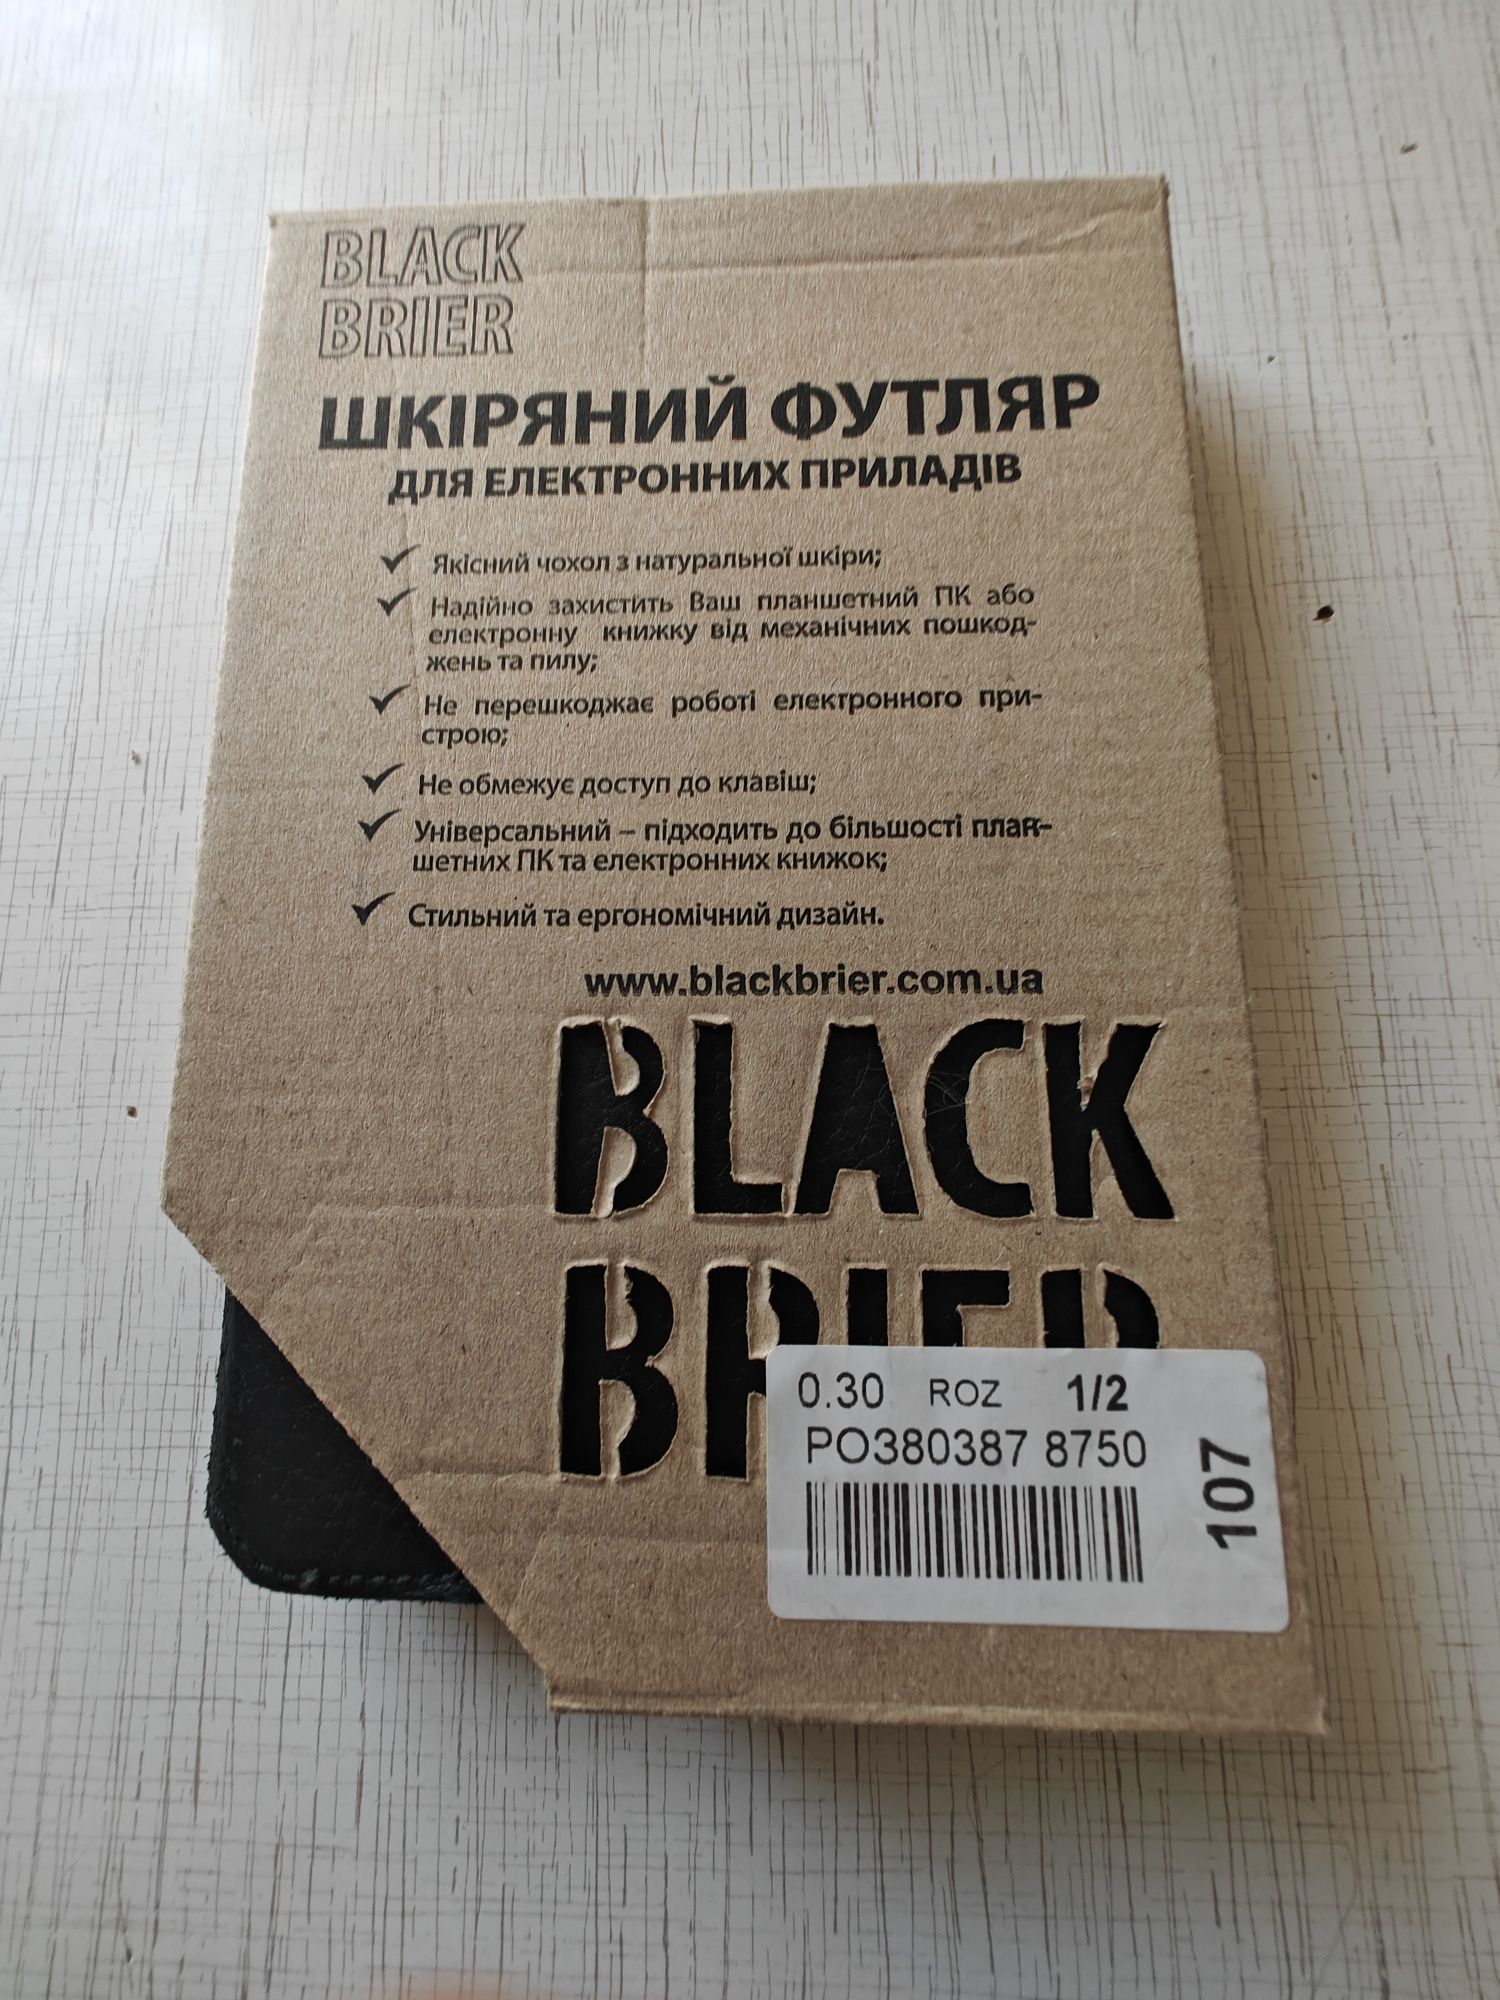 BLACK
BRIER
ШКІРЯНИЙ ФУТЛЯР
ДЛЯ ЕЛЕКТРОННИХ ПРИЛАДІВ
✓ Якісний чохол з натуральної шкіри;
✓ Надійно захистить Ваш планшетний ПК або
електронну книжку від механічних пошкод-
жень та пилу;
✓ Не перешкоджає роботі електронного при-
строю;
✓ Не обмежує доступ до клавіш;
✓ Універсальний – підходить до більшості план-
шетних ПК та електронних книжок;
✓ Стильний та ергономічний дизайн.
www.blackbrier.com.ua
BLACK
BRIER
0.30 ROZ 1/2
PO380387 8750
107